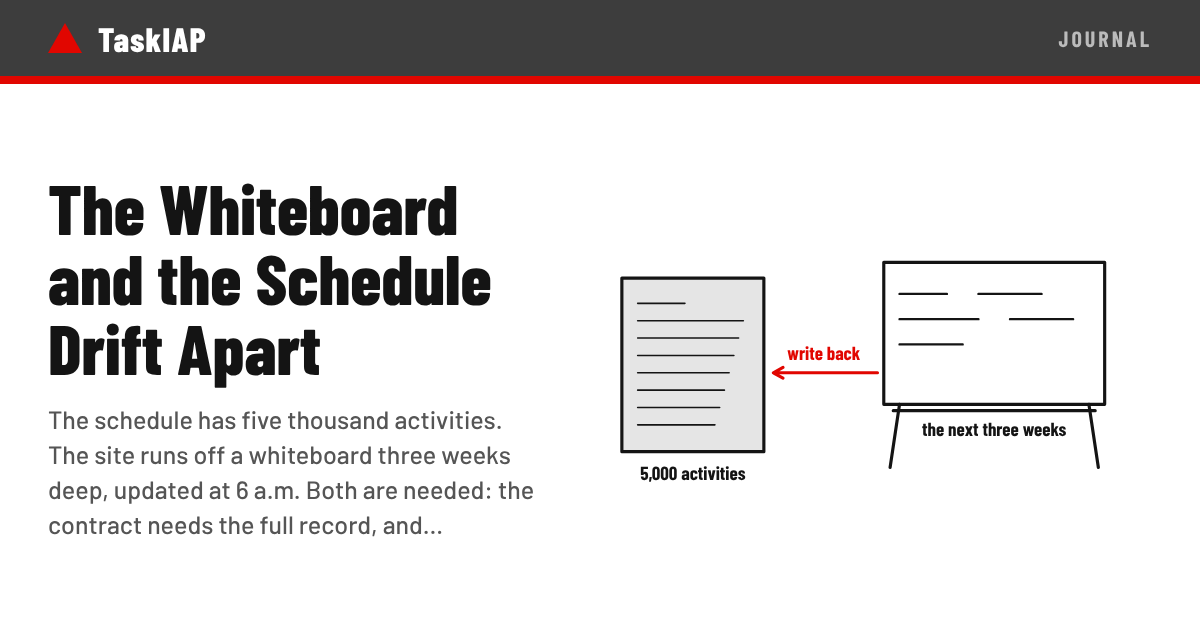 TaskIAP
JOURNAL
The Whiteboard
and the Schedule
Drift Apart
The schedule has five thousand activities.
The site runs off a whiteboard three weeks
deep, updated at 6 a.m. Both are needed: the
contract needs the full record, and...
write back
5,000 activities
the next three weeks